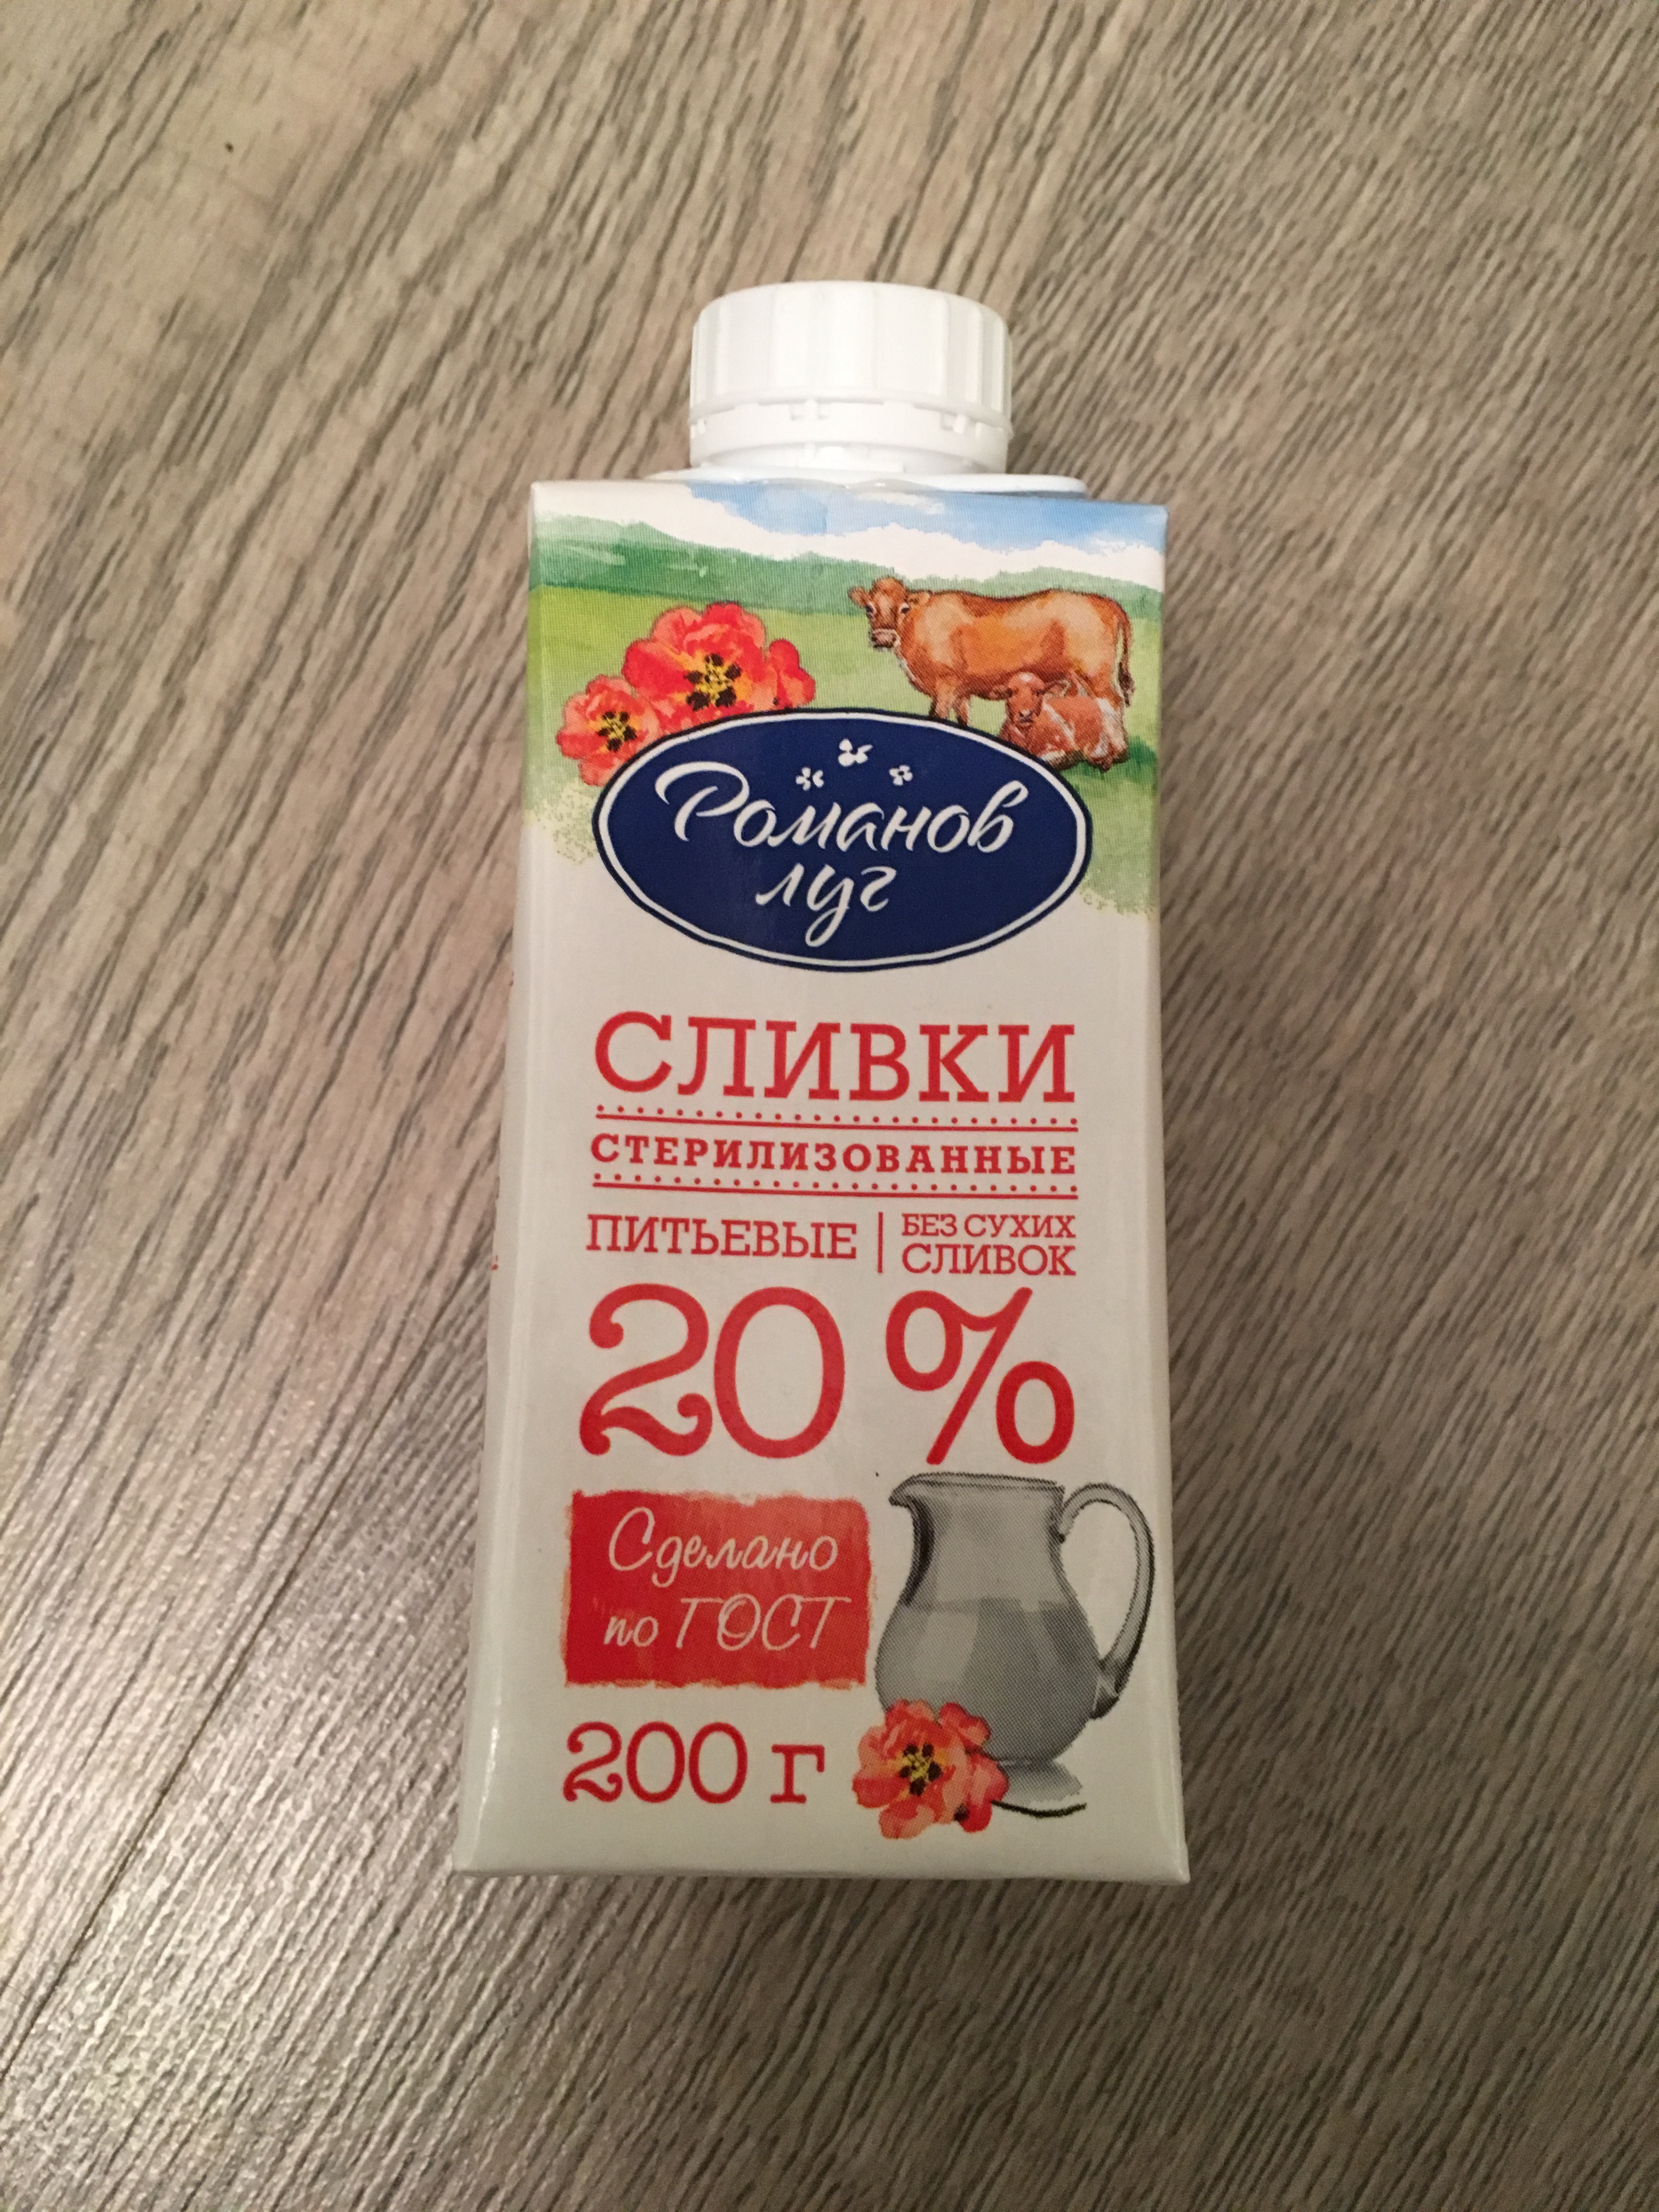 Романов
луг
СЛИВКИ
СТЕРИЛИЗОВАННЫЕ
ПИТЬЕВЫЕ
БЕЗ СУХИХ
СЛИВОК
20 %
Сделано
по ГОСТ
200 г